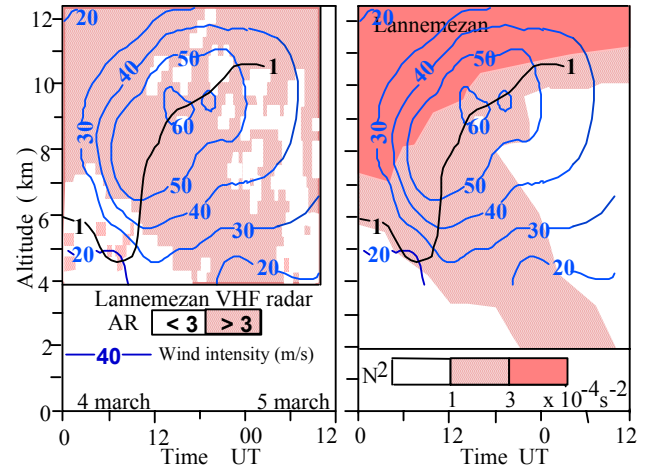 12
10
8
6
4
2
0
Altitude ( km )
20
40
50
1
30
60
50
40
1
30
20
20
Lannemezan VHF radar
AR < 3 > 3
40 Wind intensity (m/s)
4 march 5 march
0 12 00 12
Time UT
Lannemezan
20
40
50
1
30
60
50
40
1
30
20
20
N2
1 3 x 10-4s-2
0 12 0 12
Time UT